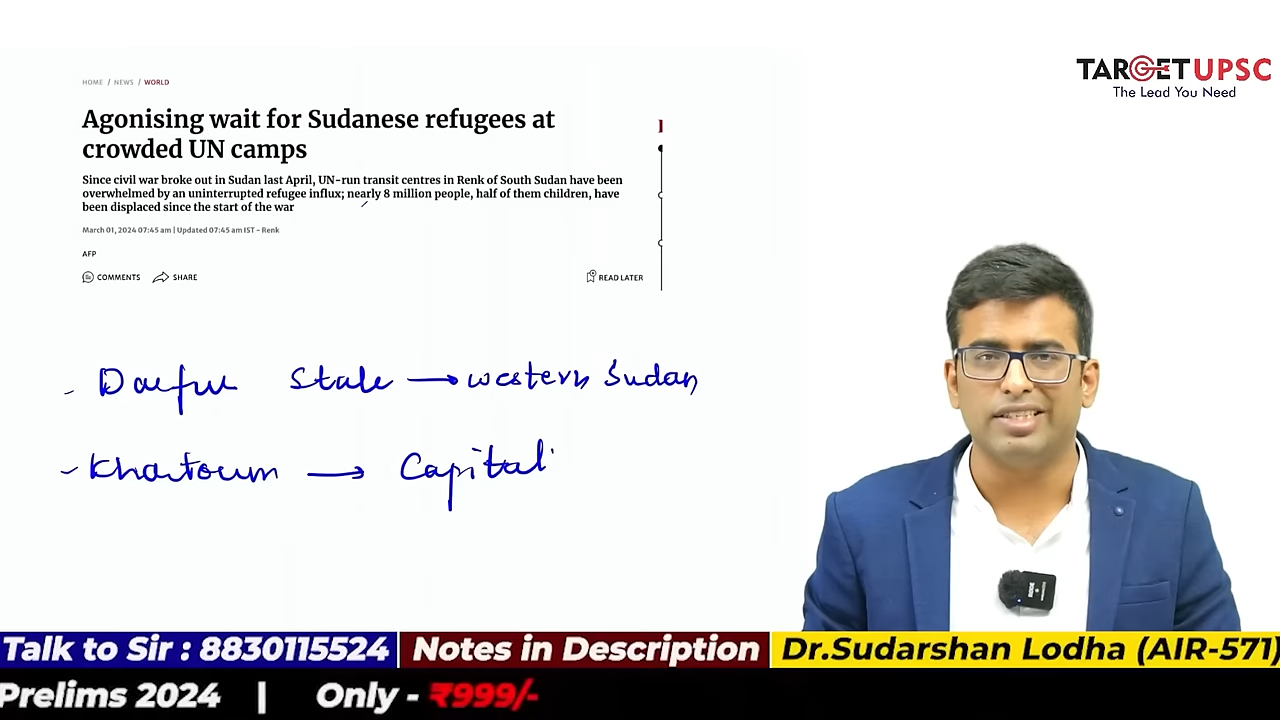 HOME / NEWS / WORLD
Agonising wait for Sudanese refugees at
crowded UN camps
Since civil war broke out in Sudan last April, UN-run transit centres in Renk of South Sudan have been
overwhelmed by an uninterrupted refugee influx; nearly 8 million people, half of them children, have
been displaced since the start of the war
March 01, 2024 07:45 am | Updated 07:45 am IST - Renk
AFP
COMMENTS SHARE READ LATER
TARGETUPSC
The Lead You Need
- Darfur State → western Sudan
- Khartoum → Capital
Talk to Sir : 8830115524 Notes in Description Dr.Sudarshan Lodha (AIR-571)
Prelims 2024 | Only - ₹999/-